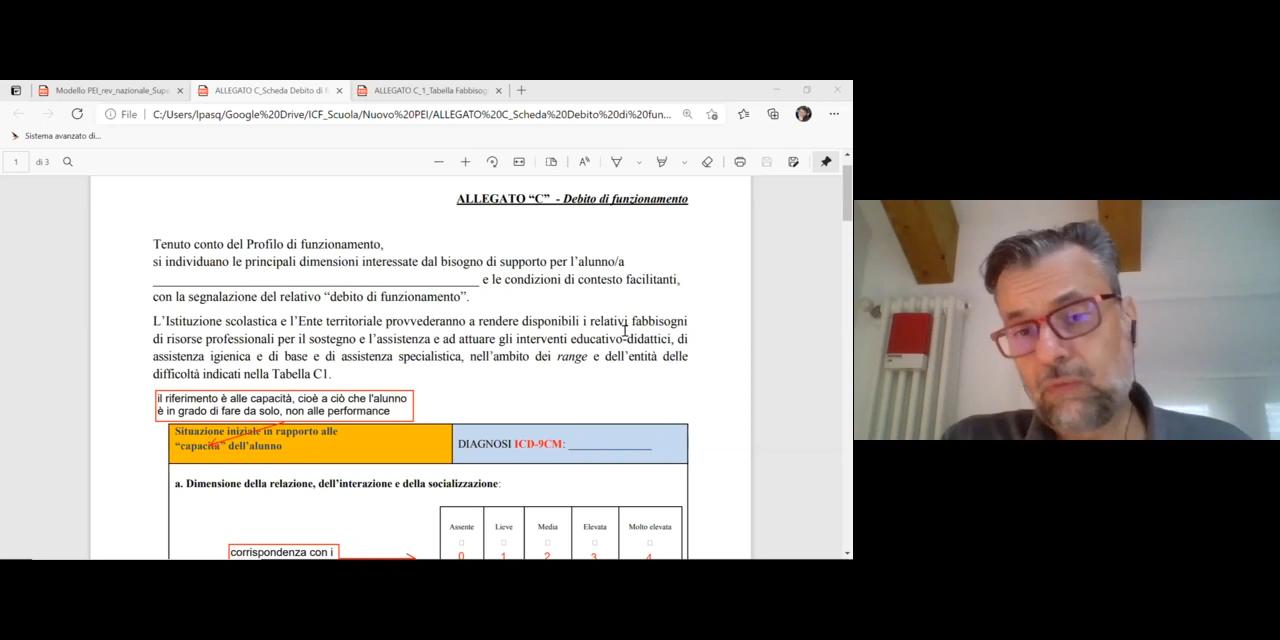 Modello PEI_rev_nazionale_Supe
ALLEGATO C_Scheda Debito di f
ALLEGATO C_1_Tabella Fabbisog
File
C:/Users/lpasq/Google%20Drive/ICF_Scuola/Nuovo%20PEI/ALLEGATO%20C_Scheda%20Debito%20di%20fun...
Sistema avanzato di...
1 di 3
ALLEGATO “C” - Debito di funzionamento
Tenuto conto del Profilo di funzionamento,
si individuano le principali dimensioni interessate dal bisogno di supporto per l’alunno/a
e le condizioni di contesto facilitanti,
con la segnalazione del relativo “debito di funzionamento”.
L’Istituzione scolastica e l’Ente territoriale provvederanno a rendere disponibili i relativi fabbisogni
di risorse professionali per il sostegno e l’assistenza e ad attuare gli interventi educativo-didattici, di
assistenza igienica e di base e di assistenza specialistica, nell’ambito dei range e dell’entità delle
difficoltà indicati nella Tabella C1.
il riferimento è alle capacità, cioè a ciò che l'alunno
è in grado di fare da solo, non alle performance
Situazione iniziale in rapporto alle
“capacità” dell’alunno
DIAGNOSI ICD-9CM: ____________
a. Dimensione della relazione, dell’interazione e della socializzazione:
Assente Lieve Media Elevata Molto elevata
0 1 2 3 4
corrispondenza con i